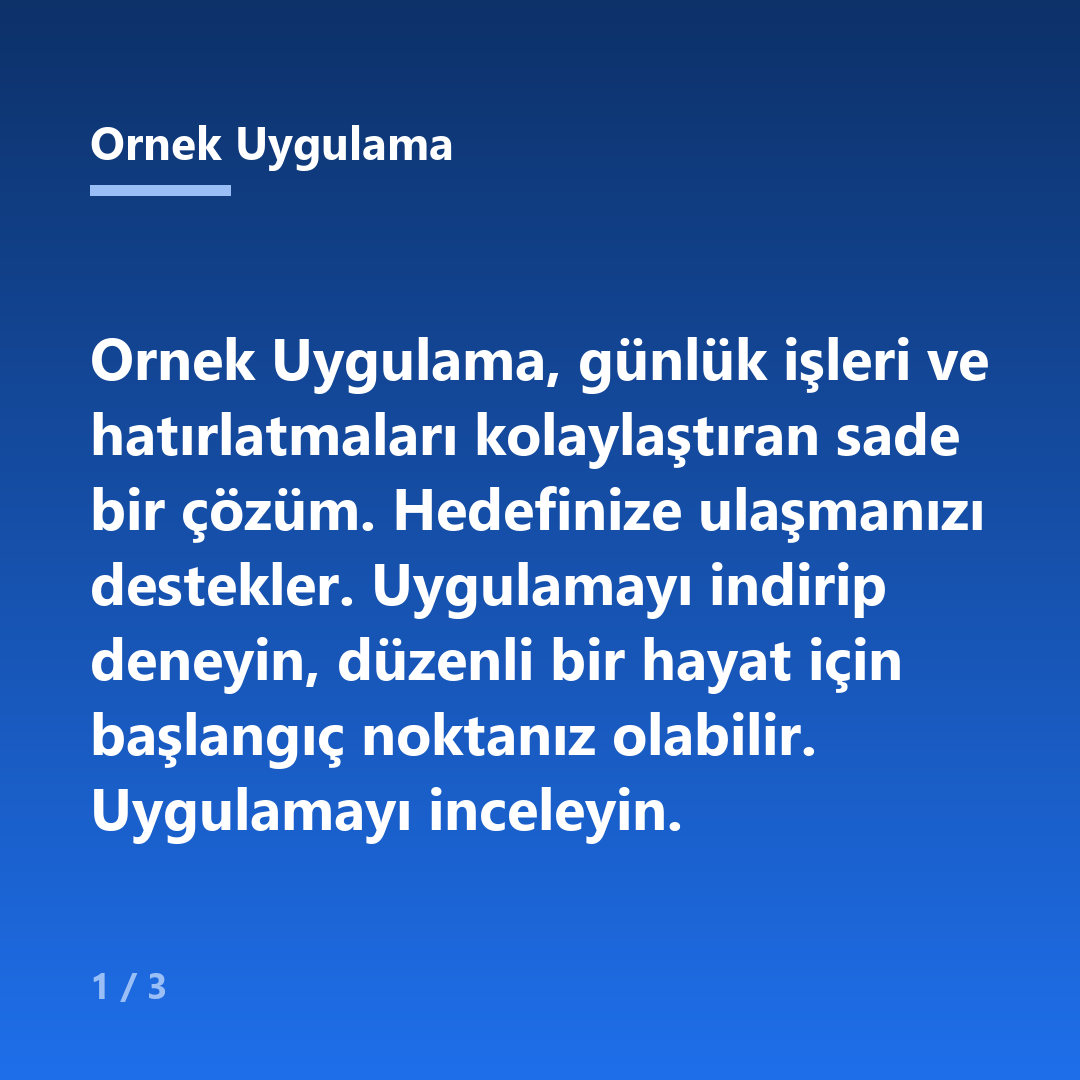 Ornek Uygulama
Ornek Uygulama, günlük işleri ve
hatırlatmaları kolaylaştıran sade
bir çözüm. Hedefinize ulaşmanızı
destekler. Uygulamayı indirip
deneyin, düzenli bir hayat için
başlangıç noktanız olabilir.
Uygulamayı inceleyin.
1 / 3